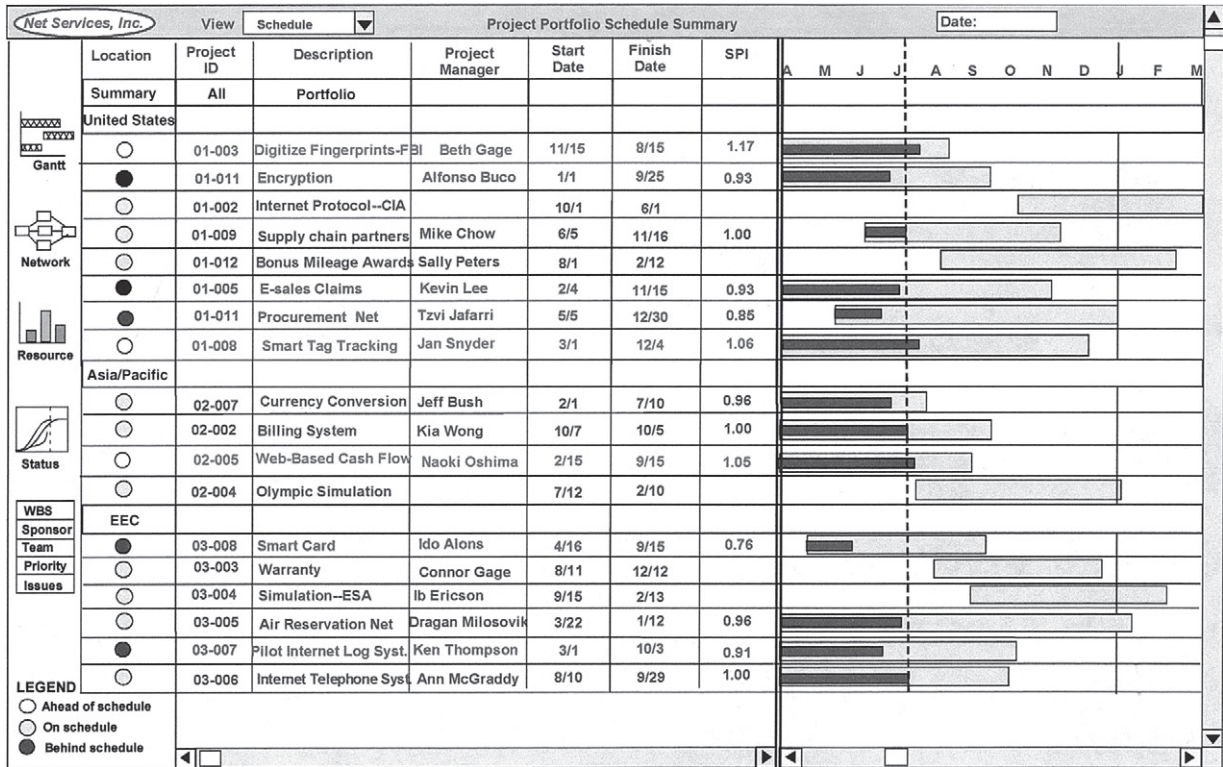 Net Services, Inc. View Schedule Project Portfolio Schedule Summary Date:
Location Project ID Description Project Manager Start Date Finish Date SPI A M J J A S O N D J F M
Summary All Portfolio
United States
01-003 Digitize Fingerprints-FBI Beth Gage 11/15 8/15 1.17
01-011 Encryption Alfonso Buco 1/1 9/25 0.93
01-002 Internet Protocol--CIA 10/1 6/1
01-009 Supply chain partners Mike Chow 6/5 11/16 1.00
01-012 Bonus Mileage Awards Sally Peters 8/1 2/12
01-005 E-sales Claims Kevin Lee 2/4 11/15 0.93
01-011 Procurement Net Tzvi Jafarri 5/5 12/30 0.85
01-008 Smart Tag Tracking Jan Snyder 3/1 12/4 1.06
Asia/Pacific
02-007 Currency Conversion Jeff Bush 2/1 7/10 0.96
02-002 Billing System Kia Wong 10/7 10/5 1.00
02-005 Web-Based Cash Flow Naoki Oshima 2/15 9/15 1.05
02-004 Olympic Simulation 7/12 2/10
EEC
03-008 Smart Card Ido Alons 4/16 9/15 0.76
03-003 Warranty Connor Gage 8/11 12/12
03-004 Simulation--ESA Ib Ericson 9/15 2/13
03-005 Air Reservation Net Dragan Milosovik 3/22 1/12 0.96
03-007 Pilot Internet Log Syst. Ken Thompson 3/1 10/3 0.91
03-006 Internet Telephone Syst. Ann McGraddy 8/10 9/29 1.00
Gantt
Network
Resource
Status
WBS
Sponsor
Team
Priority
Issues
LEGEND
Ahead of schedule
On schedule
Behind schedule